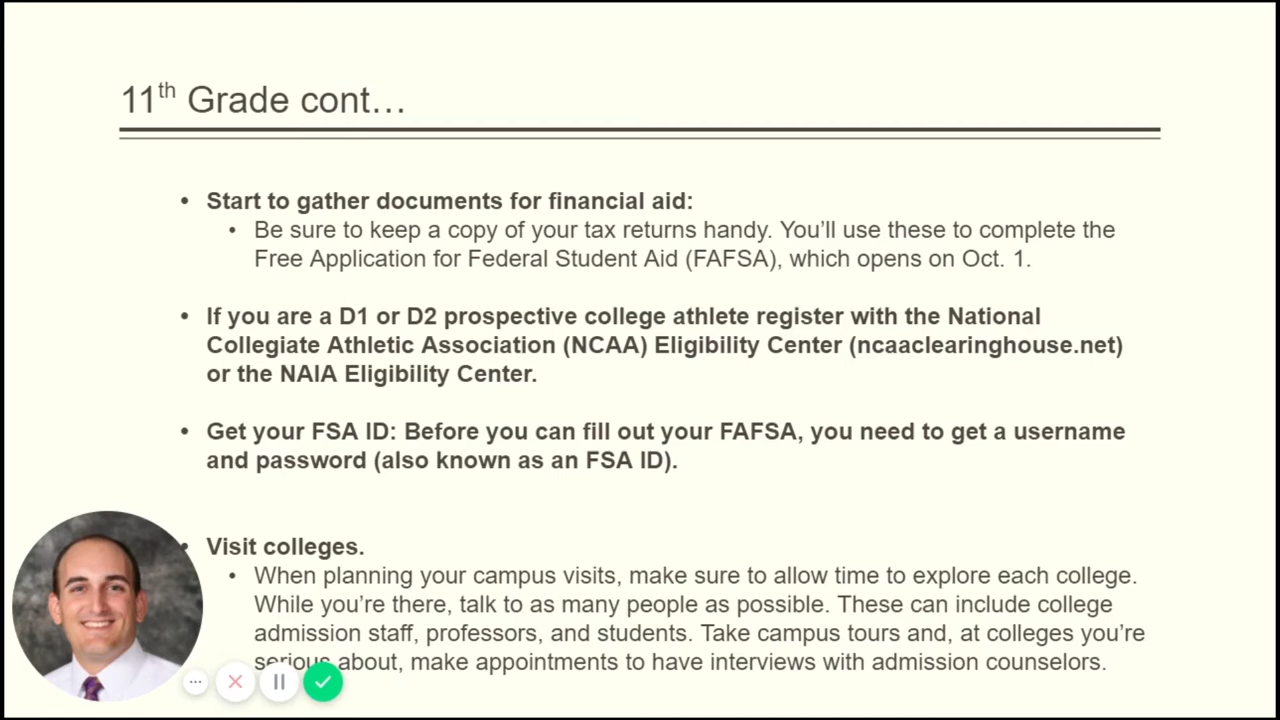 11th Grade cont…
• Start to gather documents for financial aid:
• Be sure to keep a copy of your tax returns handy. You’ll use these to complete the
Free Application for Federal Student Aid (FAFSA), which opens on Oct. 1.
• If you are a D1 or D2 prospective college athlete register with the National
Collegiate Athletic Association (NCAA) Eligibility Center (ncaaclearinghouse.net)
or the NAIA Eligibility Center.
• Get your FSA ID: Before you can fill out your FAFSA, you need to get a username
and password (also known as an FSA ID).
• Visit colleges.
• When planning your campus visits, make sure to allow time to explore each college.
While you’re there, talk to as many people as possible. These can include college
admission staff, professors, and students. Take campus tours and, at colleges you’re
serious about, make appointments to have interviews with admission counselors.